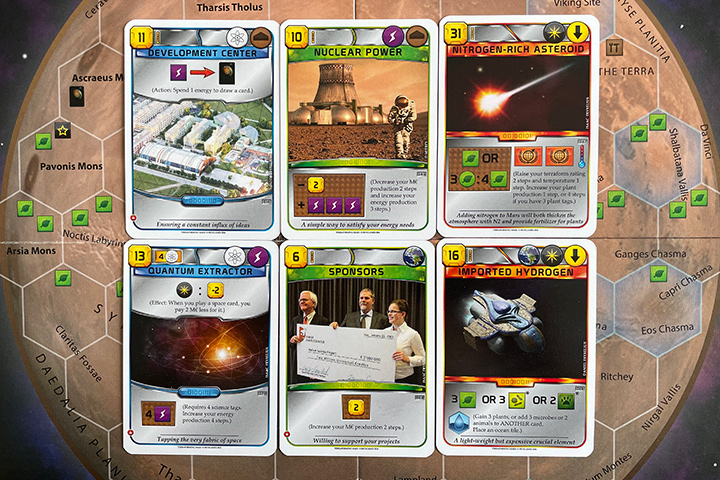 Tharsis Tholus
Viking Site
Ascraeus M
THE TERRA
LYSE PLANITIA
Pavonis Mons
Shalbatana Vallis
Da Vinci
Noctis Labyrin
Arsia Mons
Ganges Chasma
Capri Chasma
Eos Chasma
Claritas Fossae
DAEDALIA PLAN
Ritchey
Nirgal Vallis
Lampland
Montes
11
DEVELOPMENT CENTER
(Action: Spend 1 energy to draw a card.)
Ensuring a constant influx of ideas
10
NUCLEAR POWER
- 2
+
(Decrease your M€
production 2 steps and
increase your
energy production
3 steps.)
A simple way to satisfy your energy needs
31
NITROGEN-RICH ASTEROID
OR
3 : 4
(Raise your terraform rating
2 steps and temperature 1
step. Increase your plant
production 1 step, or 4 steps
if you have 3 plant tags.)
Adding nitrogen to Mars will both thicken the
atmosphere with N2 and provide fertilizer for plants
13
4
QUANTUM EXTRACTOR
: -2
(Effect: When you play a space card, you
pay 2 M€ less for it.)
4
(Requires 4 science tags.
Increase your energy
production 4 steps.)
Tapping the very fabric of space
6
SPONSORS
2
(Increase your M€ production 2 steps.)
Willing to support your projects
16
IMPORTED HYDROGEN
3 OR 3 * OR 2 *
(Gain 3 plants, or add 3 microbes or 2
animals to ANOTHER card.
Place an ocean tile.)
A light-weight but expensive crucial element